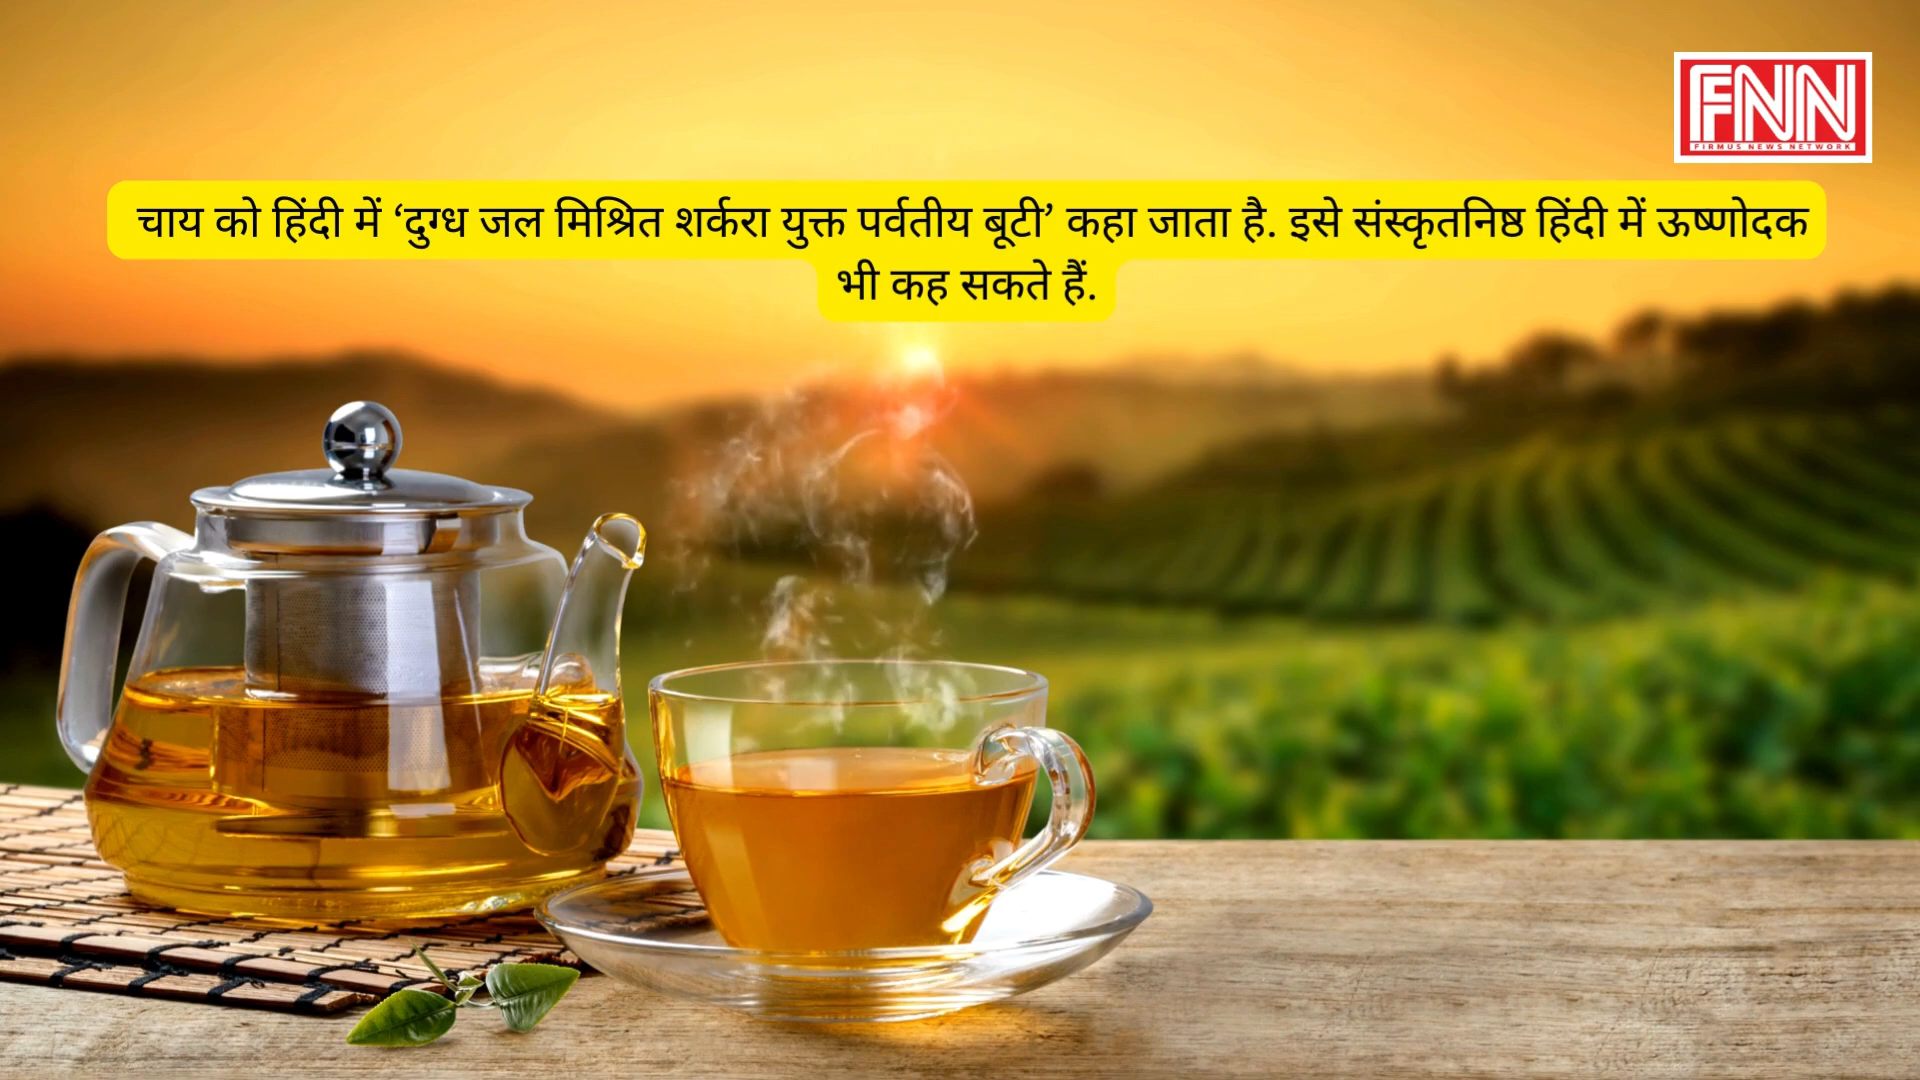 FNN
FIRMUS NEWS NETWORK
चाय को हिंदी में ‘दुग्ध जल मिश्रित शर्करा युक्त पर्वतीय बूटी’ कहा जाता है. इसे संस्कृतनिष्ठ हिंदी में ऊष्णोदक
भी कह सकते हैं.